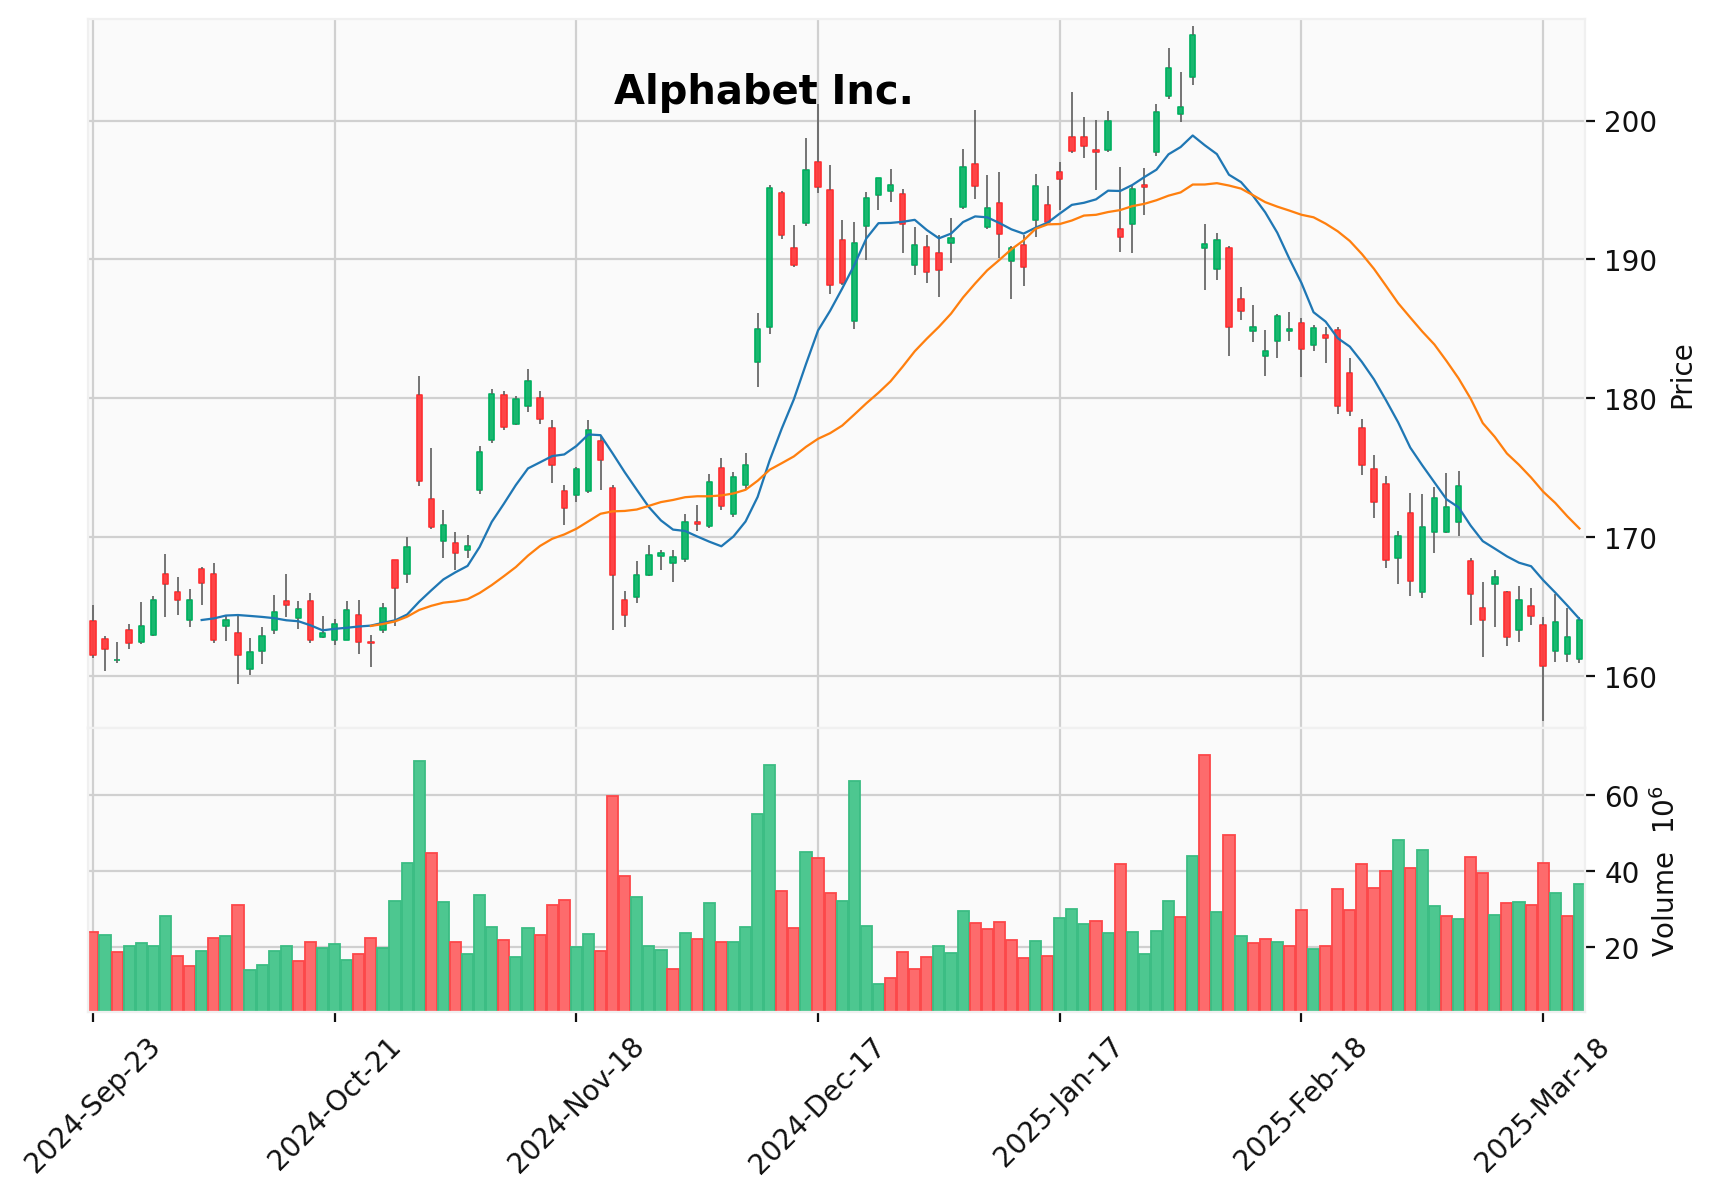 Alphabet Inc.
200
190
180
170
160
Price
60
40
20
Volume 10⁶
2024-Sep-23
2024-Oct-21
2024-Nov-18
2024-Dec-17
2025-Jan-17
2025-Feb-18
2025-Mar-18